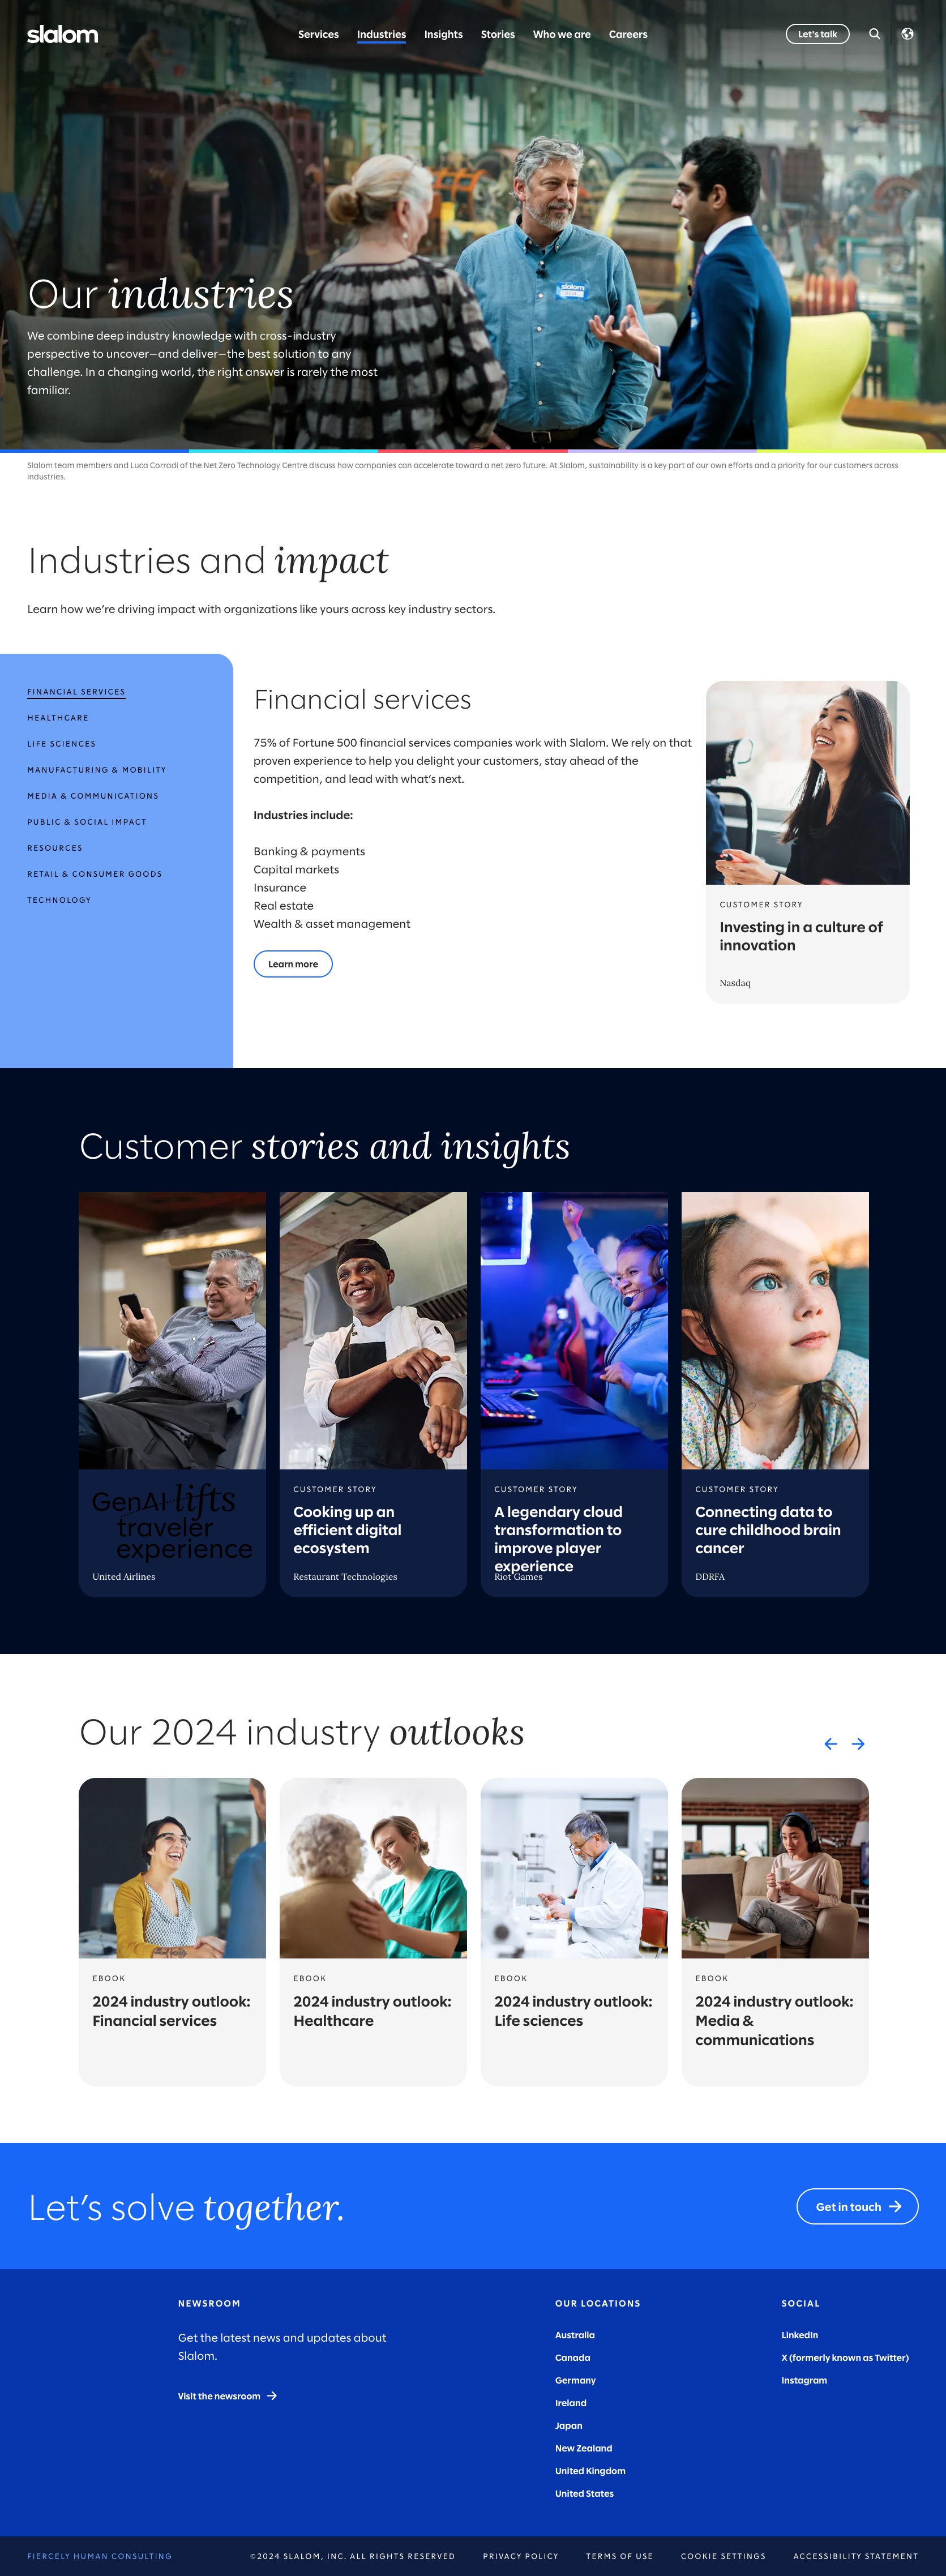 slalom
Services
Industries
Insights
Stories
Who we are
Careers
Let's talk
slalom
Our industries
We combine deep industry knowledge with cross-industry
perspective to uncover—and deliver—the best solution to any
challenge. In a changing world, the right answer is rarely the most
familiar.
Slalom team members and Luca Corradi of the Net Zero Technology Centre discuss how companies can accelerate toward a net zero future. At Slalom, sustainability is a key part of our own efforts and a priority for our customers across
industries.
Industries and impact
Learn how we're driving impact with organizations like yours across key industry sectors.
FINANCIAL SERVICES
HEALTHCARE
LIFE SCIENCES
MANUFACTURING & MOBILITY
MEDIA & COMMUNICATIONS
PUBLIC & SOCIAL IMPACT
RESOURCES
RETAIL & CONSUMER GOODS
TECHNOLOGY
Financial services
75% of Fortune 500 financial services companies work with Slalom. We rely on that
proven experience to help you delight your customers, stay ahead of the
competition, and lead with what's next.
Industries include:
Banking & payments
Capital markets
Insurance
Real estate
Wealth & asset management
Learn more
CUSTOMER STORY
Investing in a culture of
innovation
Nasdaq
Customer stories and insights
GenAI lifts
traveler
experience
United Airlines
CUSTOMER STORY
Cooking up an
efficient digital
ecosystem
Restaurant Technologies
CUSTOMER STORY
A legendary cloud
transformation to
improve player
experience
Riot Games
CUSTOMER STORY
Connecting data to
cure childhood brain
cancer
DDRFA
Our 2024 industry outlooks
EBOOK
2024 industry outlook:
Financial services
EBOOK
2024 industry outlook:
Healthcare
EBOOK
2024 industry outlook:
Life sciences
EBOOK
2024 industry outlook:
Media &
communications
Let's solve together.
Get in touch
NEWSROOM
Get the latest news and updates about
Slalom.
Visit the newsroom
OUR LOCATIONS
Australia
Canada
Germany
Ireland
Japan
New Zealand
United Kingdom
United States
SOCIAL
LinkedIn
X (formerly known as Twitter)
Instagram
FIERCELY HUMAN CONSULTING
©2024 SLALOM, INC. ALL RIGHTS RESERVED
PRIVACY POLICY
TERMS OF USE
COOKIE SETTINGS
ACCESSIBILITY STATEMENT